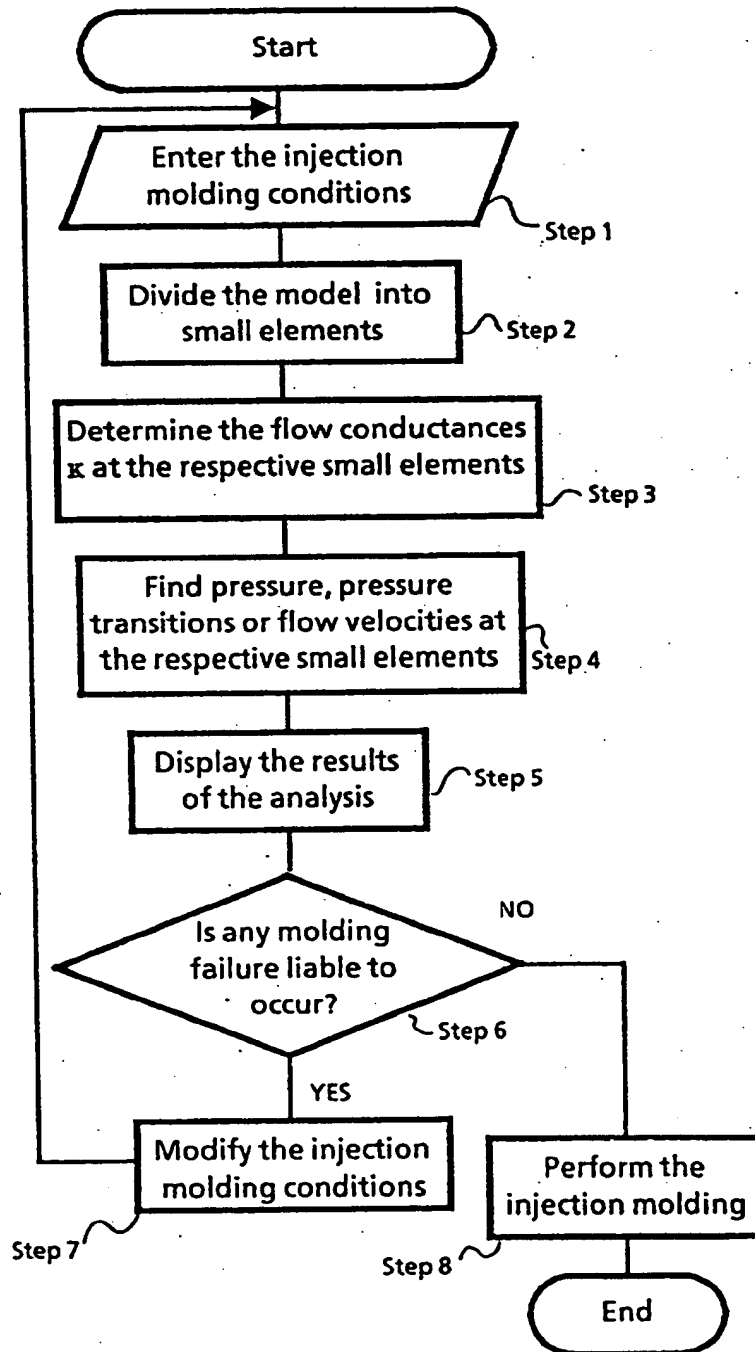 Start
Enter the injection
molding conditions
Step 1
Divide the model into
small elements
Step 2
Determine the flow conductances
κ at the respective small elements
Step 3
Find pressure, pressure
transitions or flow velocities at
the respective small elements
Step 4
Display the results
of the analysis
Step 5
NO
Is any molding
failure liable to
occur?
Step 6
YES
Modify the injection
molding conditions
Step 7
Perform the
injection molding
Step 8
End